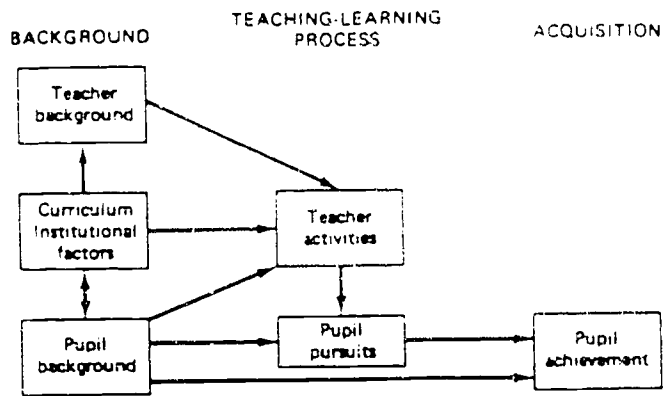 BACKGROUND
TEACHING-LEARNING
PROCESS
ACQUISITION
Teacher
background
Curriculum
Institutional
factors
Teacher
activities
Pupil
background
Pupil
pursuits
Pupil
achievement